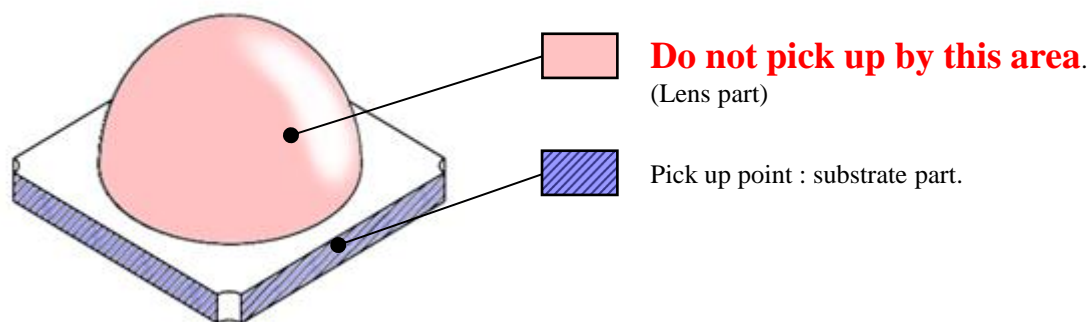 Do not pick up by this area.
(Lens part)
Pick up point : substrate part.